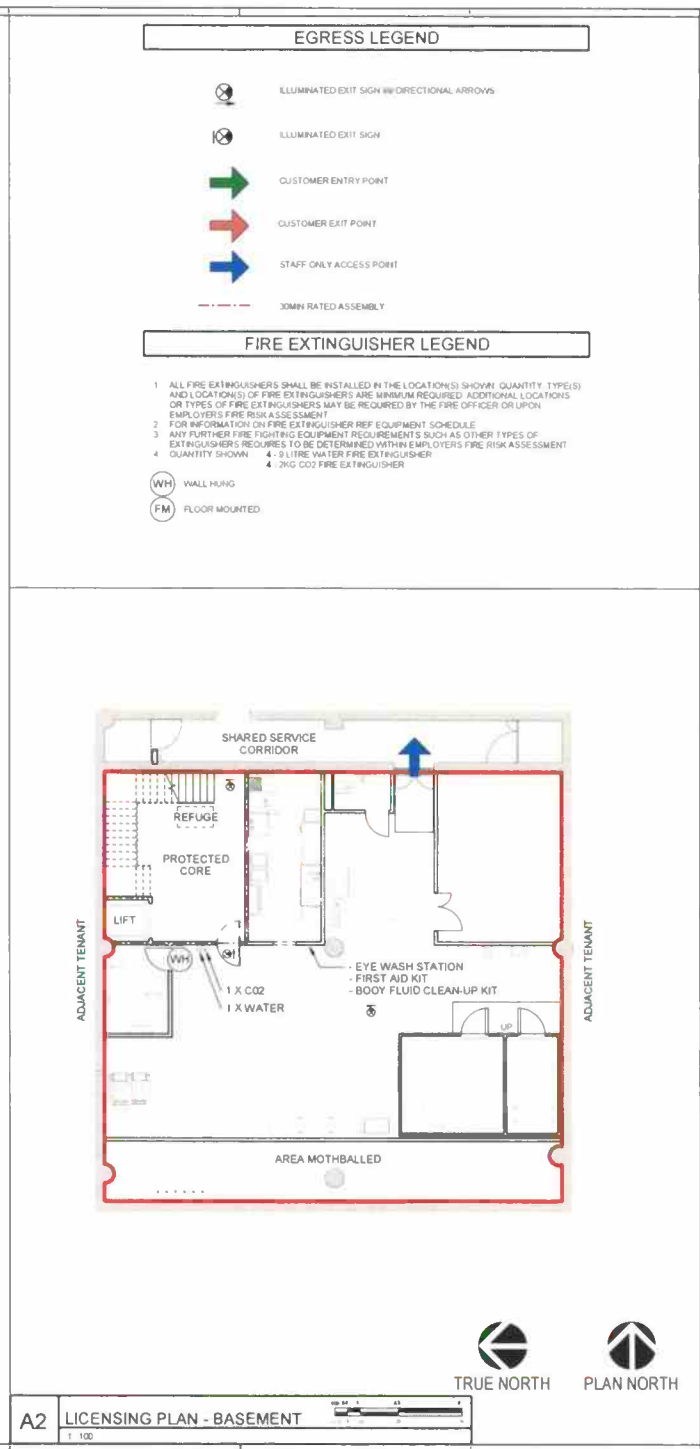 EGRESS LEGEND
ILLUMINATED EXIT SIGN DIRECTIONAL ARROWS
ILLUMINATED EXIT SIGN
CUSTOMER ENTRY POINT
CUSTOMER EXIT POINT
STAFF ONLY ACCESS POINT
30MIN RATED ASSEMBLY
FIRE EXTINGUISHER LEGEND
1 ALL FIRE EXTINGUISHERS SHALL BE INSTALLED IN THE LOCATION(S) SHOWN QUANTITY TYPE(S)
AND LOCATION(S) OF FIRE EXTINGUISHERS ARE MINIMUM REQUIRED ADDITIONAL LOCATIONS
OR TYPES OF FIRE EXTINGUISHERS MAY BE REQUIRED BY THE FIRE OFFICER OR UPON
EMPLOYERS FIRE RISK ASSESSMENT
2 FOR INFORMATION ON FIRE EXTINGUISHER REF EQUIPMENT SCHEDULE
3 ANY FURTHER FIRE FIGHTING EQUIPMENT REQUIREMENTS SUCH AS OTHER TYPES OF
EXTINGUISHERS REQUIRES TO BE DETERMINED WITHIN EMPLOYERS FIRE RISK ASSESSMENT
4 QUANTITY SHOWN 4 - 9 LITRE WATER FIRE EXTINGUISHER
4 - 2KG CO2 FIRE EXTINGUISHER
WH WALL HUNG
FM FLOOR MOUNTED
SHARED SERVICE
CORRIDOR
REFUGE
PROTECTED
CORE
LIFT
ADJACENT TENANT
WH
1 X C02
1 X WATER
- EYE WASH STATION
- FIRST AID KIT
- BODY FLUID CLEAN-UP KIT
ADJACENT TENANT
UP
AREA MOTHBALLED
TRUE NORTH
PLAN NORTH
A2 LICENSING PLAN - BASEMENT
1 100